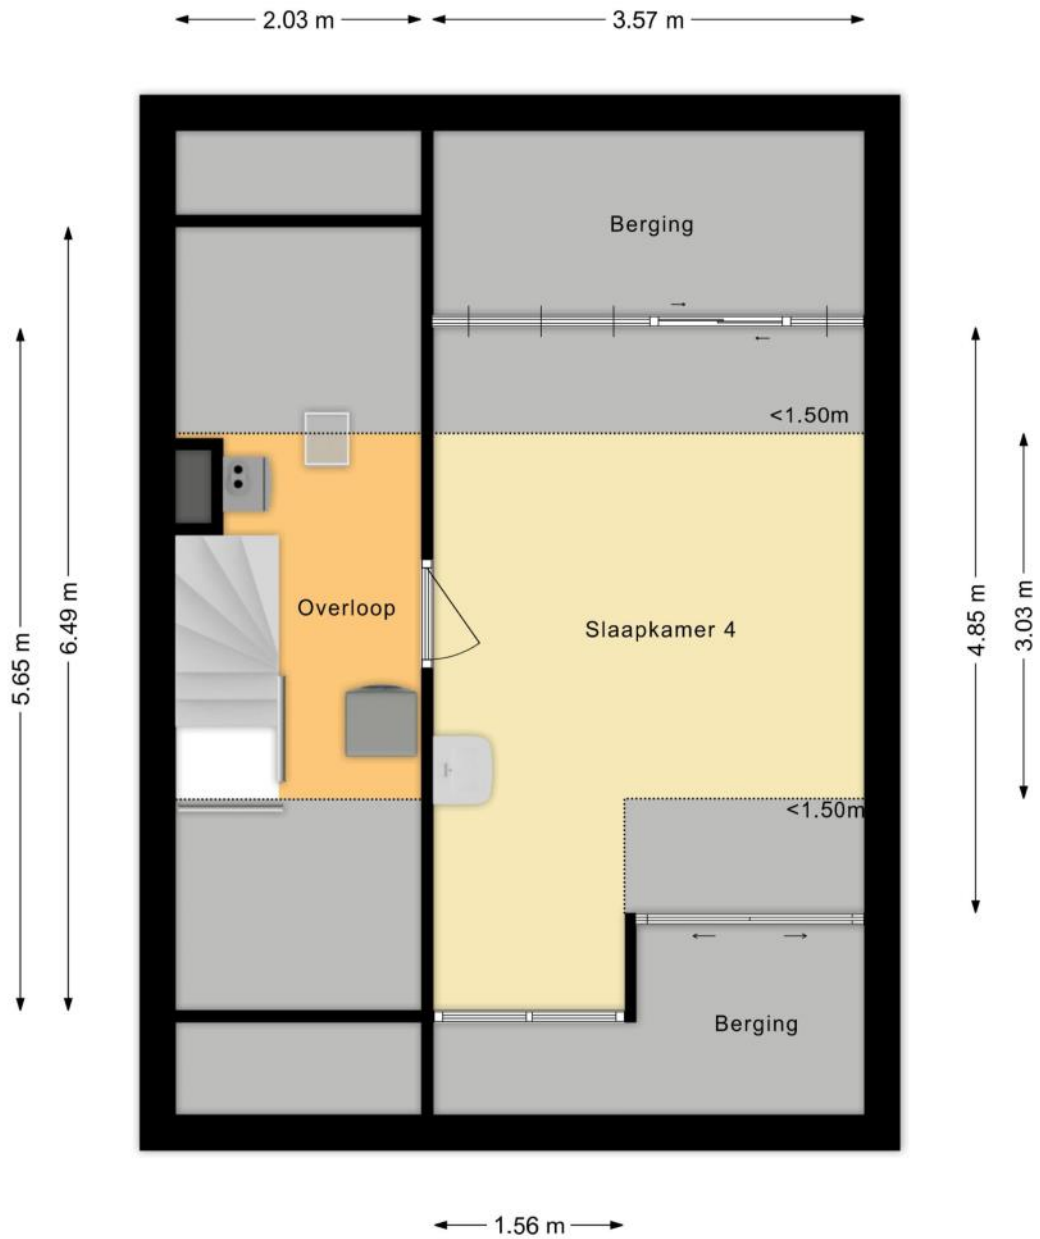 2.03 m
3.57 m
Berging
<1.50m
5.65 m
6.49 m
Overloop
Slaapkamer 4
4.85 m
3.03 m
<1.50m
Berging
1.56 m